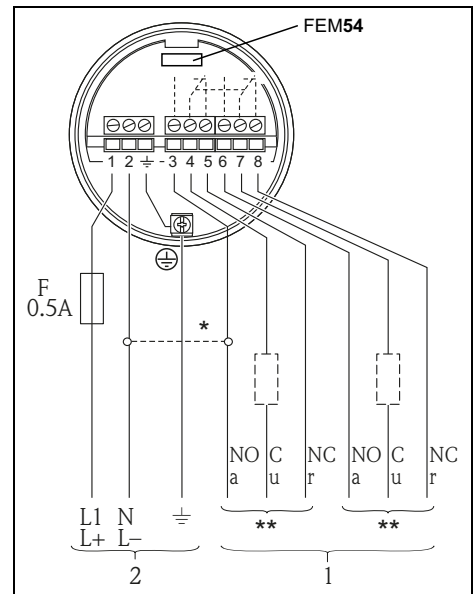 FEM54
1 2 ⏚ 3 4 5 6 7 8
F
0.5A
*
NO C NC NO C NC
a u r a u r
L1 N
L+ L–
** **
2 1